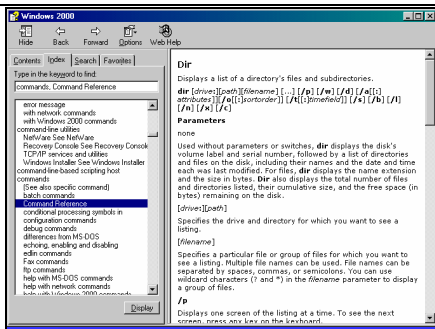 Windows 2000
Hide Back Forward Options Web Help
Contents Index Search Favorites
Type in the keyword to find:
commands, Command Reference
error message
with network commands
with Windows 2000 commands
command-line utilities
NetWare See NetWare
Recovery Console See Recovery Consol
TCP/IP services and utilities
Windows Installer See Windows Installer
command-line-based scripting host
commands
(See also specific command)
batch commands
Command Reference
conditional processing symbols in
configuration commands
debug commands
differences from MS-DOS
echoing, enabling and disabling
edlin commands
Fax commands
ftp commands
help with MS-DOS commands
help with network commands
help with Windows 2000 commands
Display
Dir
Displays a list of a directory's files and subdirectories.
dir [drive:][path][filename] [...] [/p] [/w] [/d] [/a[[:]
attributes]][/o[[:]sortorder]] [/t[[:]timefield]] [/s] [/b] [/l]
[/n] [/x] [/c]
Parameters
none
Used without parameters or switches, dir displays the disk's
volume label and serial number, followed by a list of directories
and files on the disk, including their names and the date and time
each was last modified. For files, dir displays the name extension
and the size in bytes. Dir also displays the total number of files
and directories listed, their cumulative size, and the free space (in
bytes) remaining on the disk.
[drive:][path]
Specifies the drive and directory for which you want to see a
listing.
[filename]
Specifies a particular file or group of files for which you want to
see a listing. Multiple file names can be used. File names can be
separated by spaces, commas, or semicolons. You can use
wildcard characters (? and *) in the filename parameter to display
a group of files.
/p
Displays one screen of the listing at a time. To see the next
screen, press any key on the keyboard.